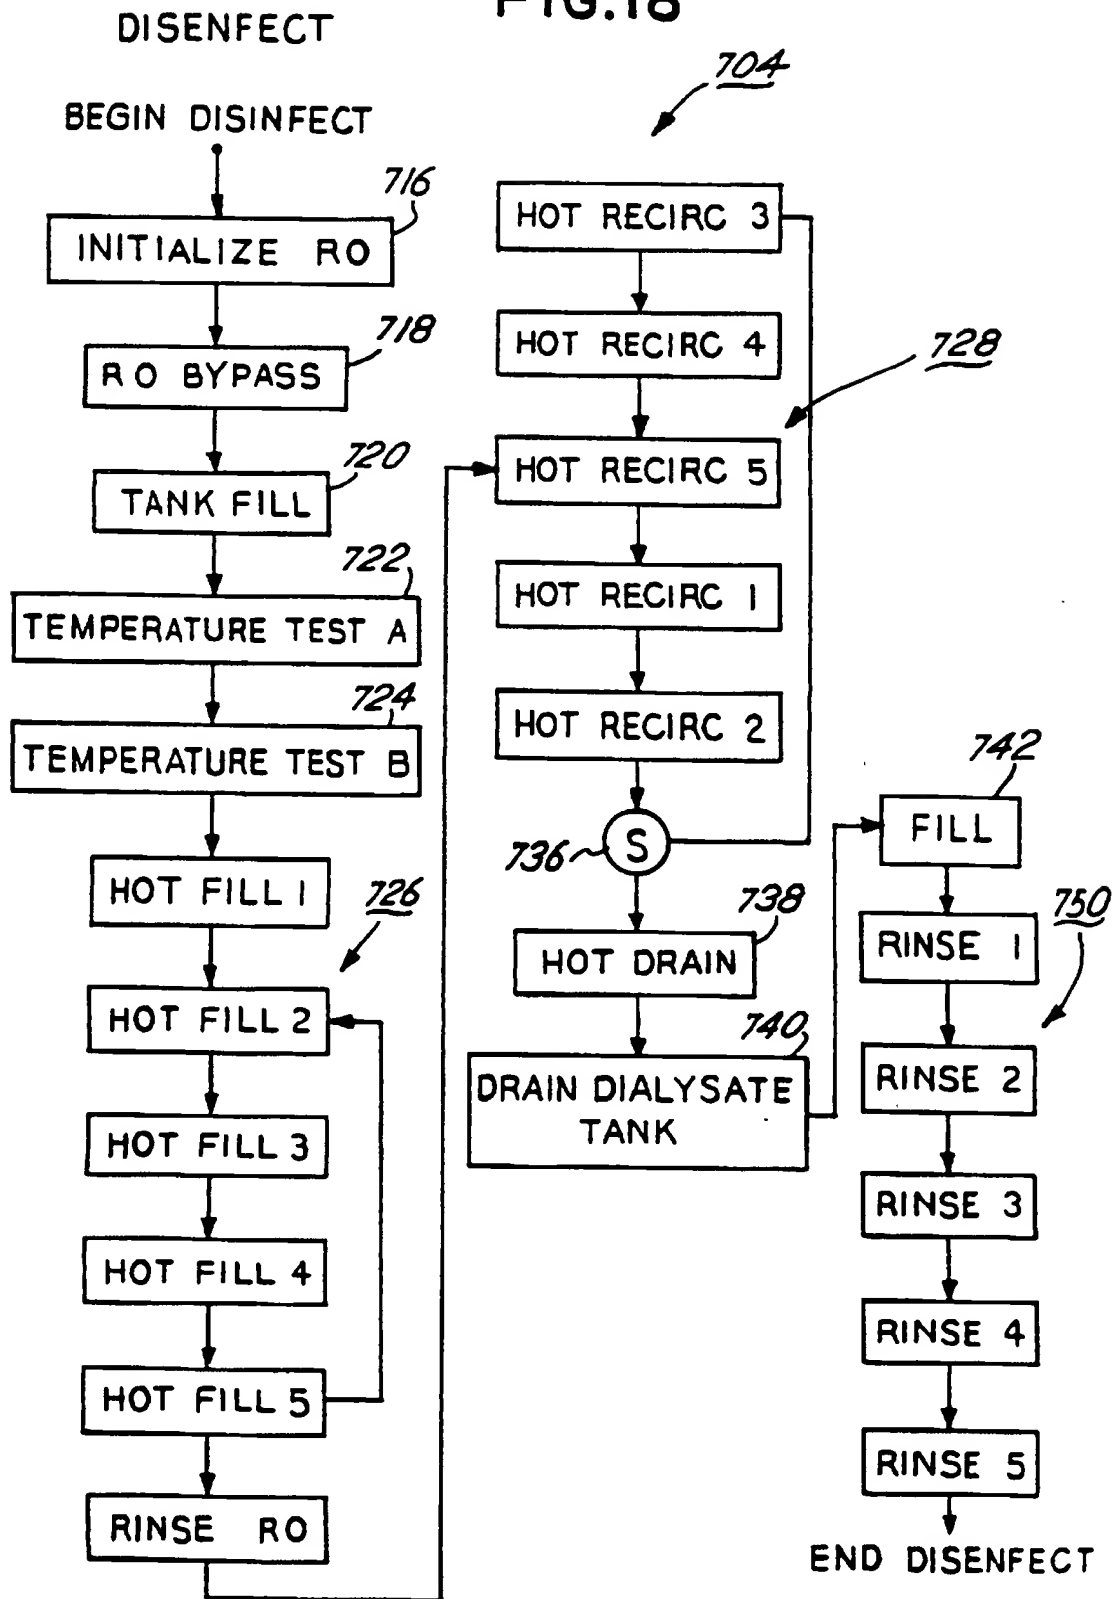 FIG.18
DISENFECT
BEGIN DISINFECT
716
INITIALIZE RO
718
RO BYPASS
720
TANK FILL
722
TEMPERATURE TEST A
724
TEMPERATURE TEST B
HOT FILL 1
726
HOT FILL 2
HOT FILL 3
HOT FILL 4
HOT FILL 5
RINSE RO
704
HOT RECIRC 3
HOT RECIRC 4
728
HOT RECIRC 5
HOT RECIRC 1
HOT RECIRC 2
736
S
738
HOT DRAIN
740
DRAIN DIALYSATE
TANK
742
FILL
750
RINSE 1
RINSE 2
RINSE 3
RINSE 4
RINSE 5
END DISENFECT